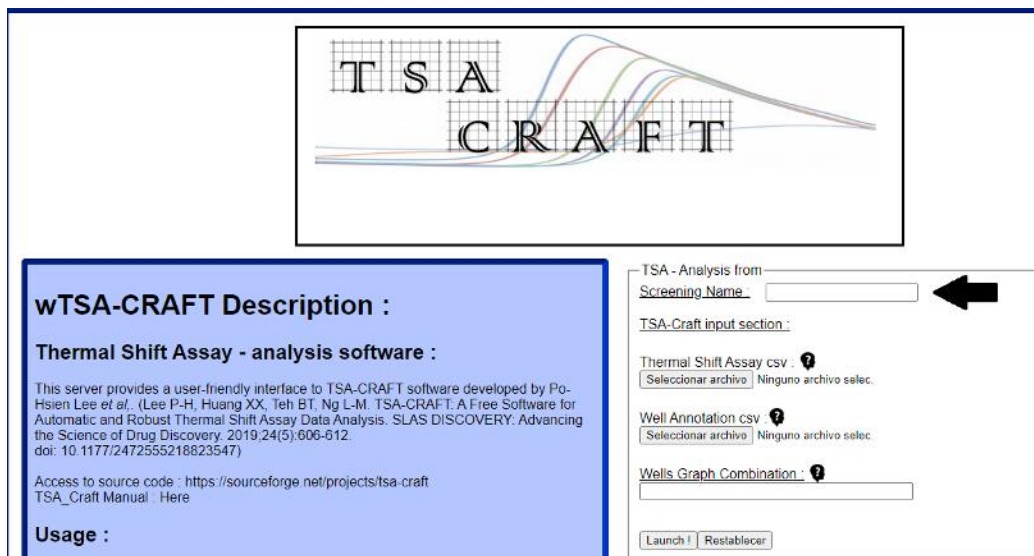 TSA
CRAFT
wTSA-CRAFT Description :
Thermal Shift Assay - analysis software :
This server provides a user-friendly interface to TSA-CRAFT software developed by Po-
Hsien Lee et al,. (Lee P-H, Huang XX, Teh BT, Ng L-M. TSA-CRAFT: A Free Software for
Automatic and Robust Thermal Shift Assay Data Analysis. SLAS DISCOVERY: Advancing
the Science of Drug Discovery. 2019;24(5):606-612.
doi: 10.1177/2472555218823547)
Access to source code : https://sourceforge.net/projects/tsa-craft
TSA_Craft Manual : Here
Usage :
TSA - Analysis from
Screening Name :
TSA-Craft input section :
Thermal Shift Assay csv : ?
Seleccionar archivo Ninguno archivo selec.
Well Annotation csv : ?
Seleccionar archivo Ninguno archivo selec.
Wells Graph Combination : ?
Launch ! Restablecer